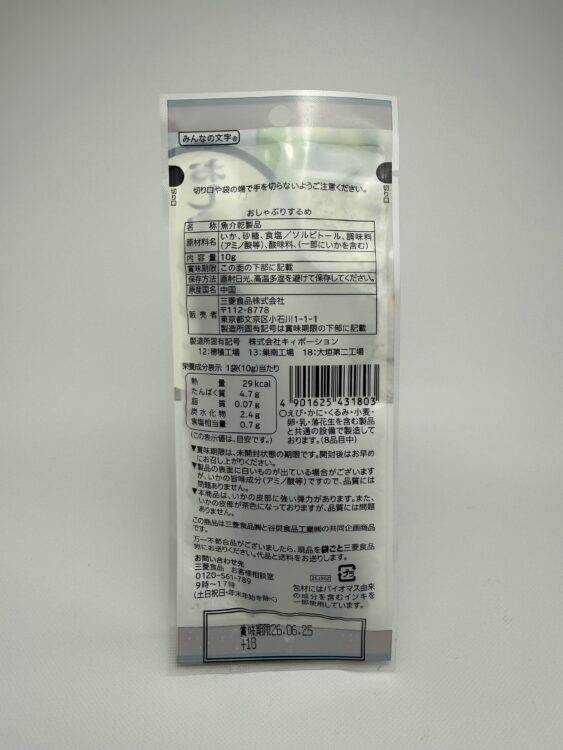 みんなの文字®
切り口
切り口
切り口や袋の端で手を切らないようご注意ください。
おしゃぶりするめ
名 称 魚介乾製品
原材料名 いか、砂糖、食塩／ソルビトール、調味料
(アミノ酸等)、酸味料、(一部にいかを含む)
内 容 量 10g
賞味期限 この面の下部に記載
保存方法 直射日光、高温多湿を避けて保存してください。
原産国名 中国
販 売 者 三菱食品株式会社
〒112-8778
東京都文京区小石川1-1-1
製造所固有記号は賞味期限の下部に記載
製造所固有記号 株式会社キィポーション
12:穂積工場 13:巣南工場 18:大垣第二工場
栄養成分表示 1袋(10g)当たり
熱 量 29kcal
たんぱく質 4.7g
脂 質 0.07g
炭水化物 2.4g
食塩相当量 0.7g
(この表示値は、目安です。)
4 901625 431803
○えび・かに・くるみ・小麦・
卵・乳・落花生を含む製品
と共通の設備で製造して
おります。(8品目中)
▼賞味期限は、未開封状態の期限です。開封後はお早め
にお召し上がりください。
▼製品の表面に白いものが出ている場合がございます
が、いかの旨味成分(アミノ酸等)ですので、品質には
問題ありません。
▼本商品は、いかの皮部に強い弾力があります。また、
いかの皮部が茶色になっておりますが、品質には問題
ありません。
この商品は三菱食品㈱と谷貝食品工業㈱の共同企画商品
です。
万一不都合品がございましたら、現品を袋ごと三菱食品
宛にお送りください。代品と送料をお送りします。
お問い合わせ先
三菱食品 お客様相談室
0120-561-789
9時～17時
(土日祝日・年末年始を除く)
プラ
包材にはバイオマス由来
の成分を含むインキを
一部使用しています。
賞味期限26.06.25
+18